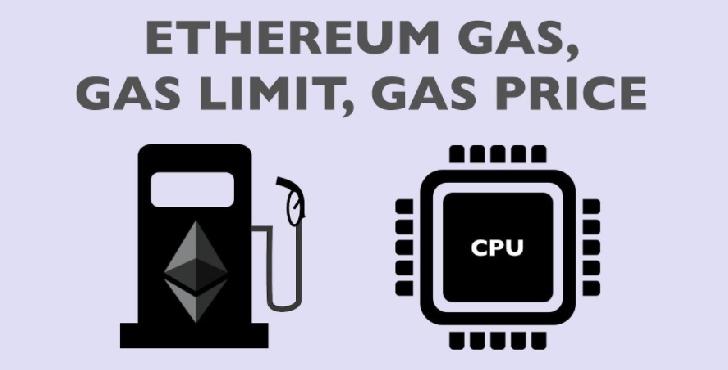 ETHEREUM GAS,
GAS LIMIT, GAS PRICE
CPU